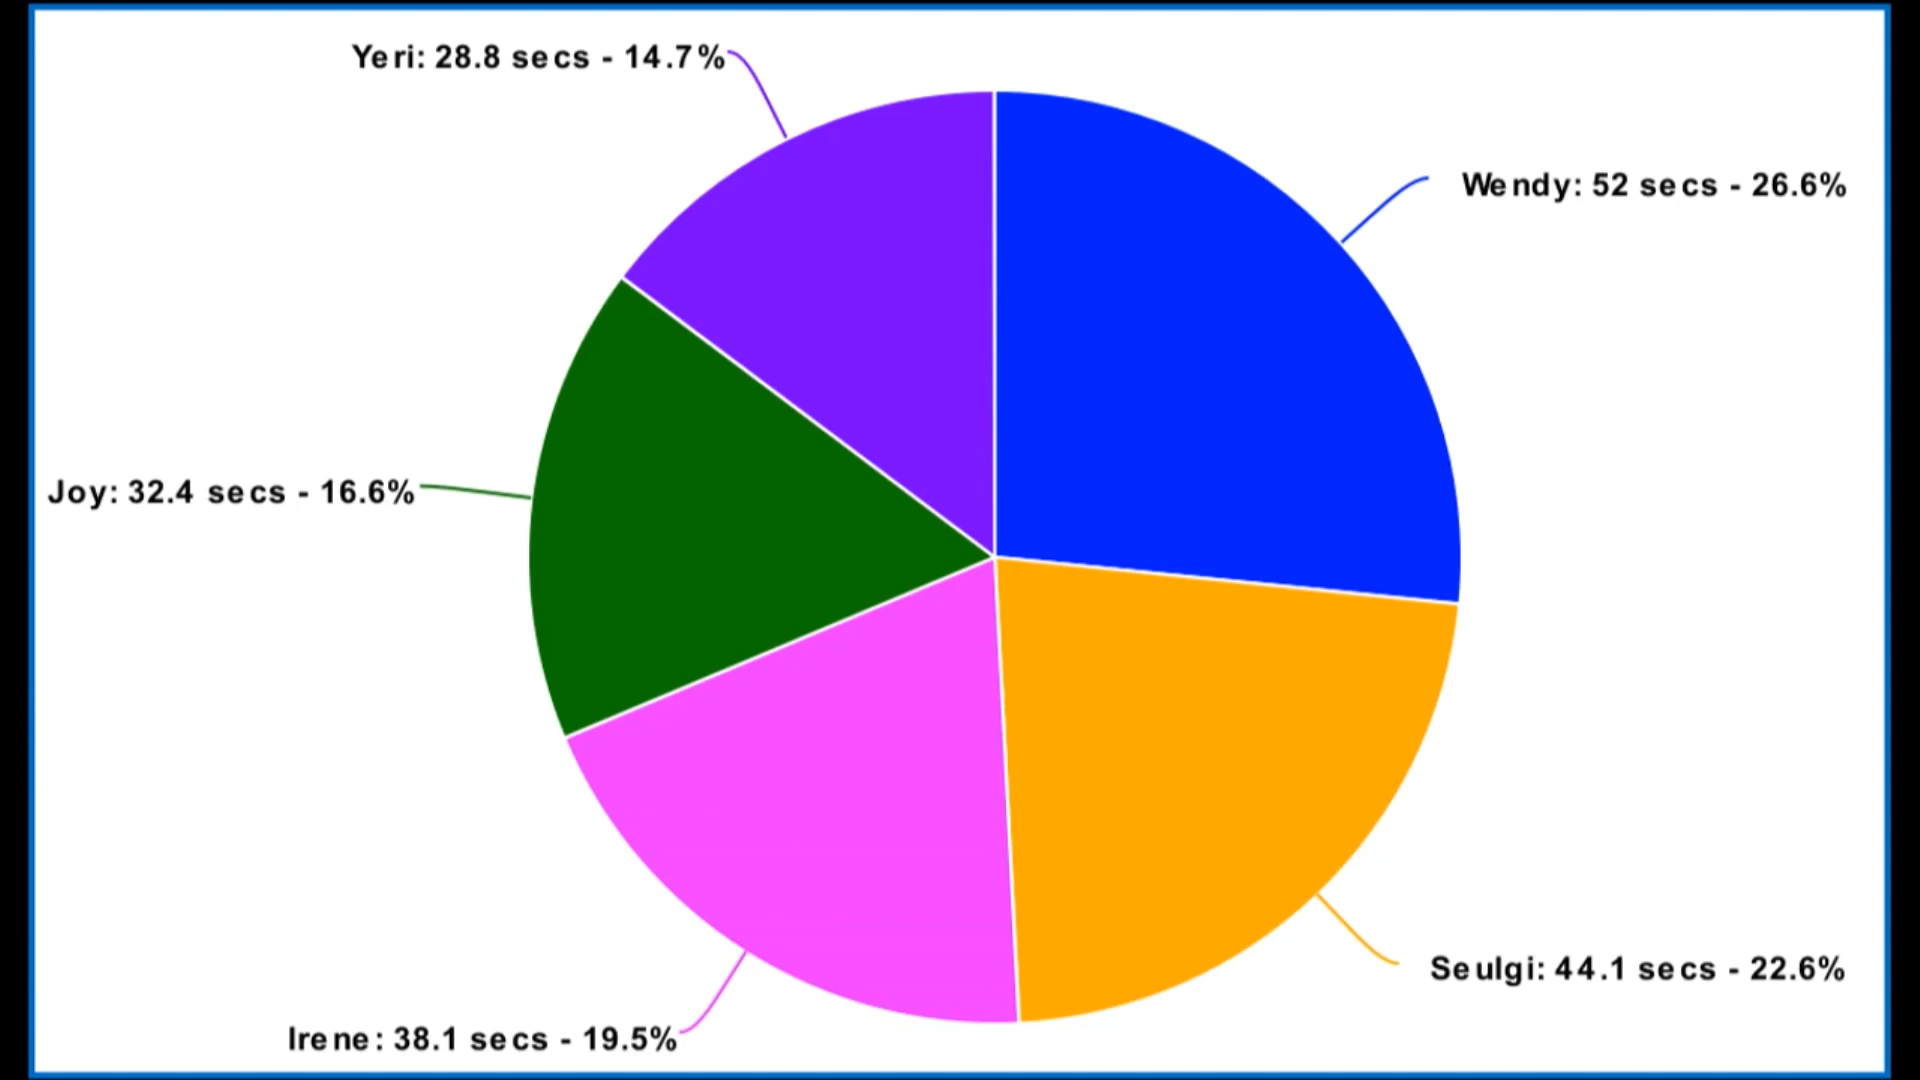 Yeri: 28.8 secs - 14.7%
Wendy: 52 secs - 26.6%
Joy: 32.4 secs - 16.6%
Seulgi: 44.1 secs - 22.6%
Irene: 38.1 secs - 19.5%